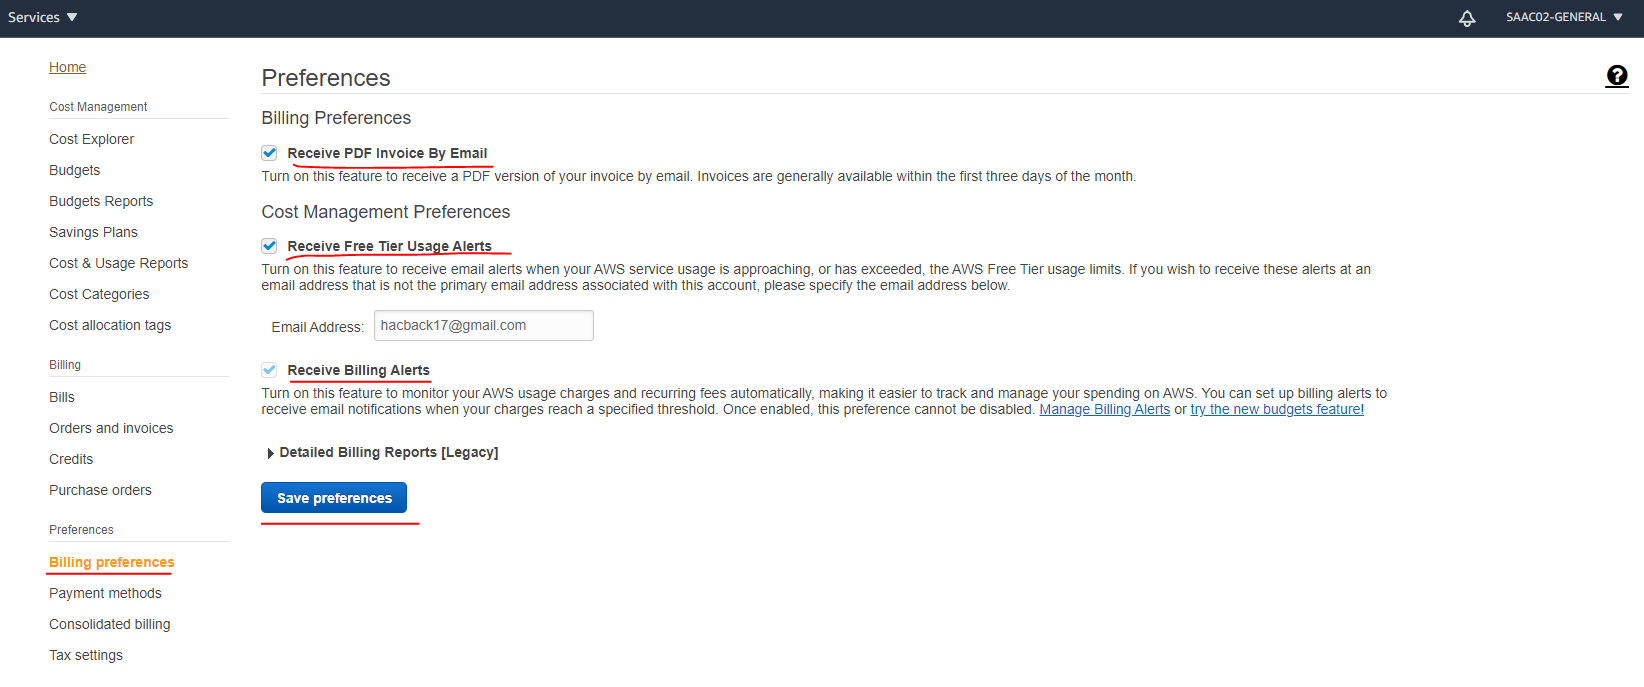 Services
SAAC02-GENERAL
Home
Cost Management
Cost Explorer
Budgets
Budgets Reports
Savings Plans
Cost & Usage Reports
Cost Categories
Cost allocation tags
Billing
Bills
Orders and invoices
Credits
Purchase orders
Preferences
Billing preferences
Payment methods
Consolidated billing
Tax settings
Preferences
?
Billing Preferences
Receive PDF Invoice By Email
Turn on this feature to receive a PDF version of your invoice by email. Invoices are generally available within the first three days of the month.
Cost Management Preferences
Receive Free Tier Usage Alerts
Turn on this feature to receive email alerts when your AWS service usage is approaching, or has exceeded, the AWS Free Tier usage limits. If you wish to receive these alerts at an
email address that is not the primary email address associated with this account, please specify the email address below.
Email Address: hacback17@gmail.com
Receive Billing Alerts
Turn on this feature to monitor your AWS usage charges and recurring fees automatically, making it easier to track and manage your spending on AWS. You can set up billing alerts to
receive email notifications when your charges reach a specified threshold. Once enabled, this preference cannot be disabled. Manage Billing Alerts or try the new budgets feature!
Detailed Billing Reports [Legacy]
Save preferences